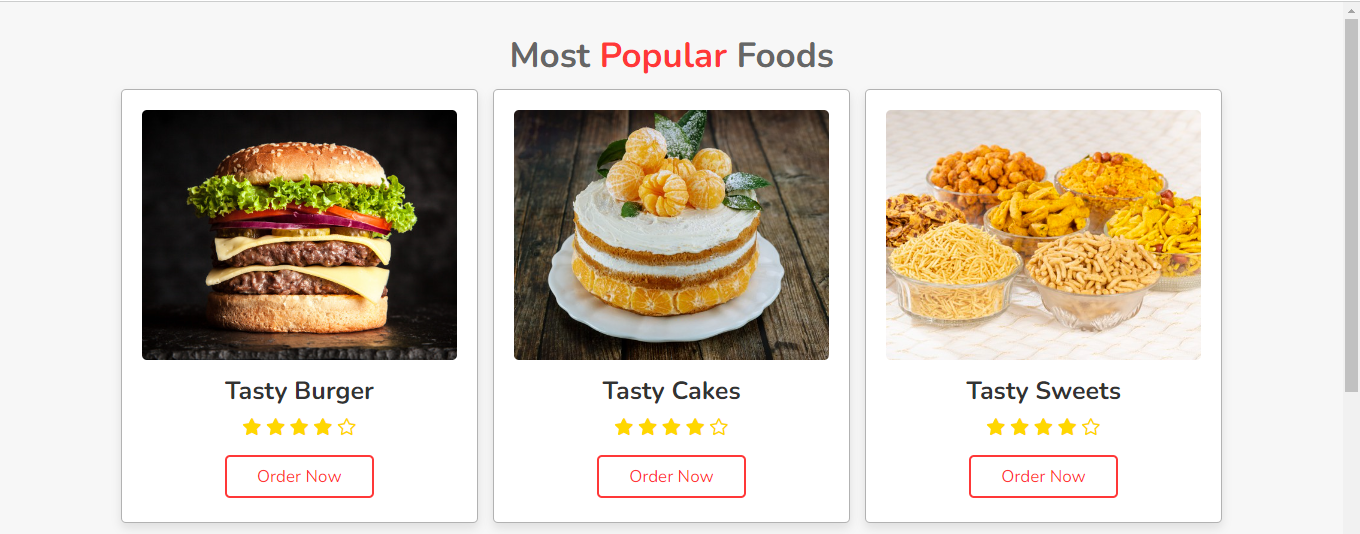 Most Popular Foods
Tasty Burger
Order Now
Tasty Cakes
Order Now
Tasty Sweets
Order Now